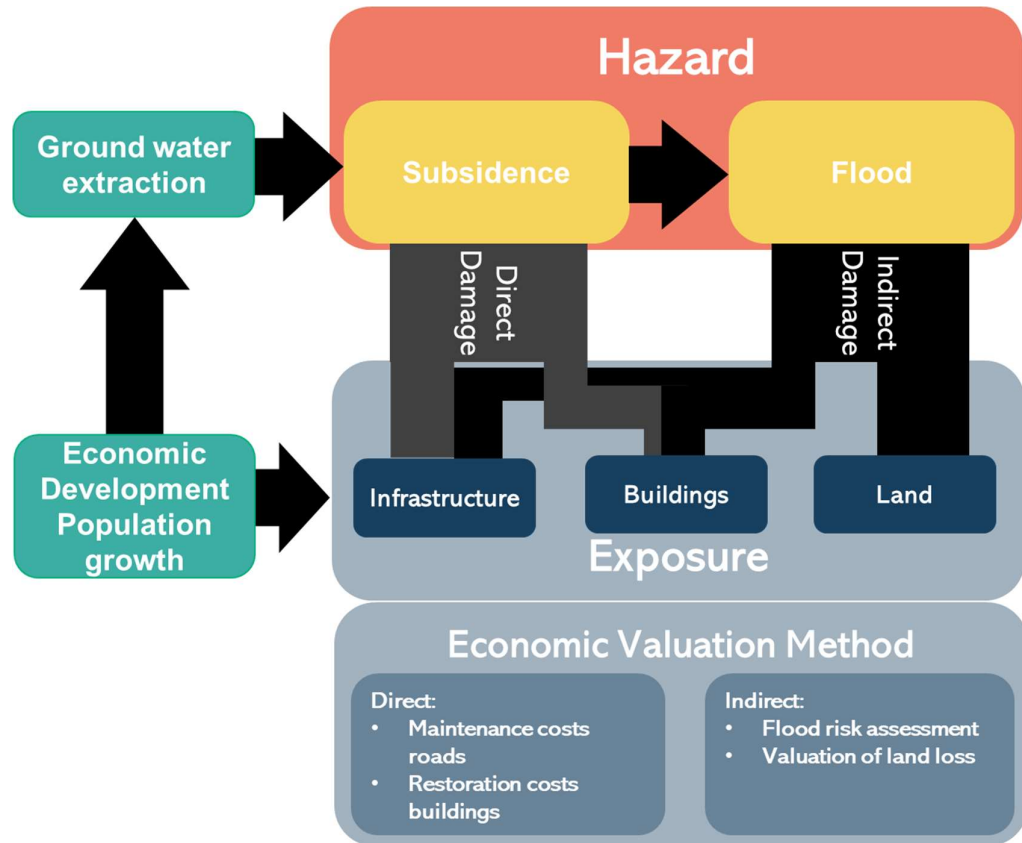 Hazard
Ground water
extraction
Subsidence
Flood
Direct
Damage
Indirect
Damage
Economic
Development
Population
growth
Infrastructure
Buildings
Land
Exposure
Economic Valuation Method
Direct:
• Maintenance costs
roads
• Restoration costs
buildings
Indirect:
• Flood risk assessment
• Valuation of land loss